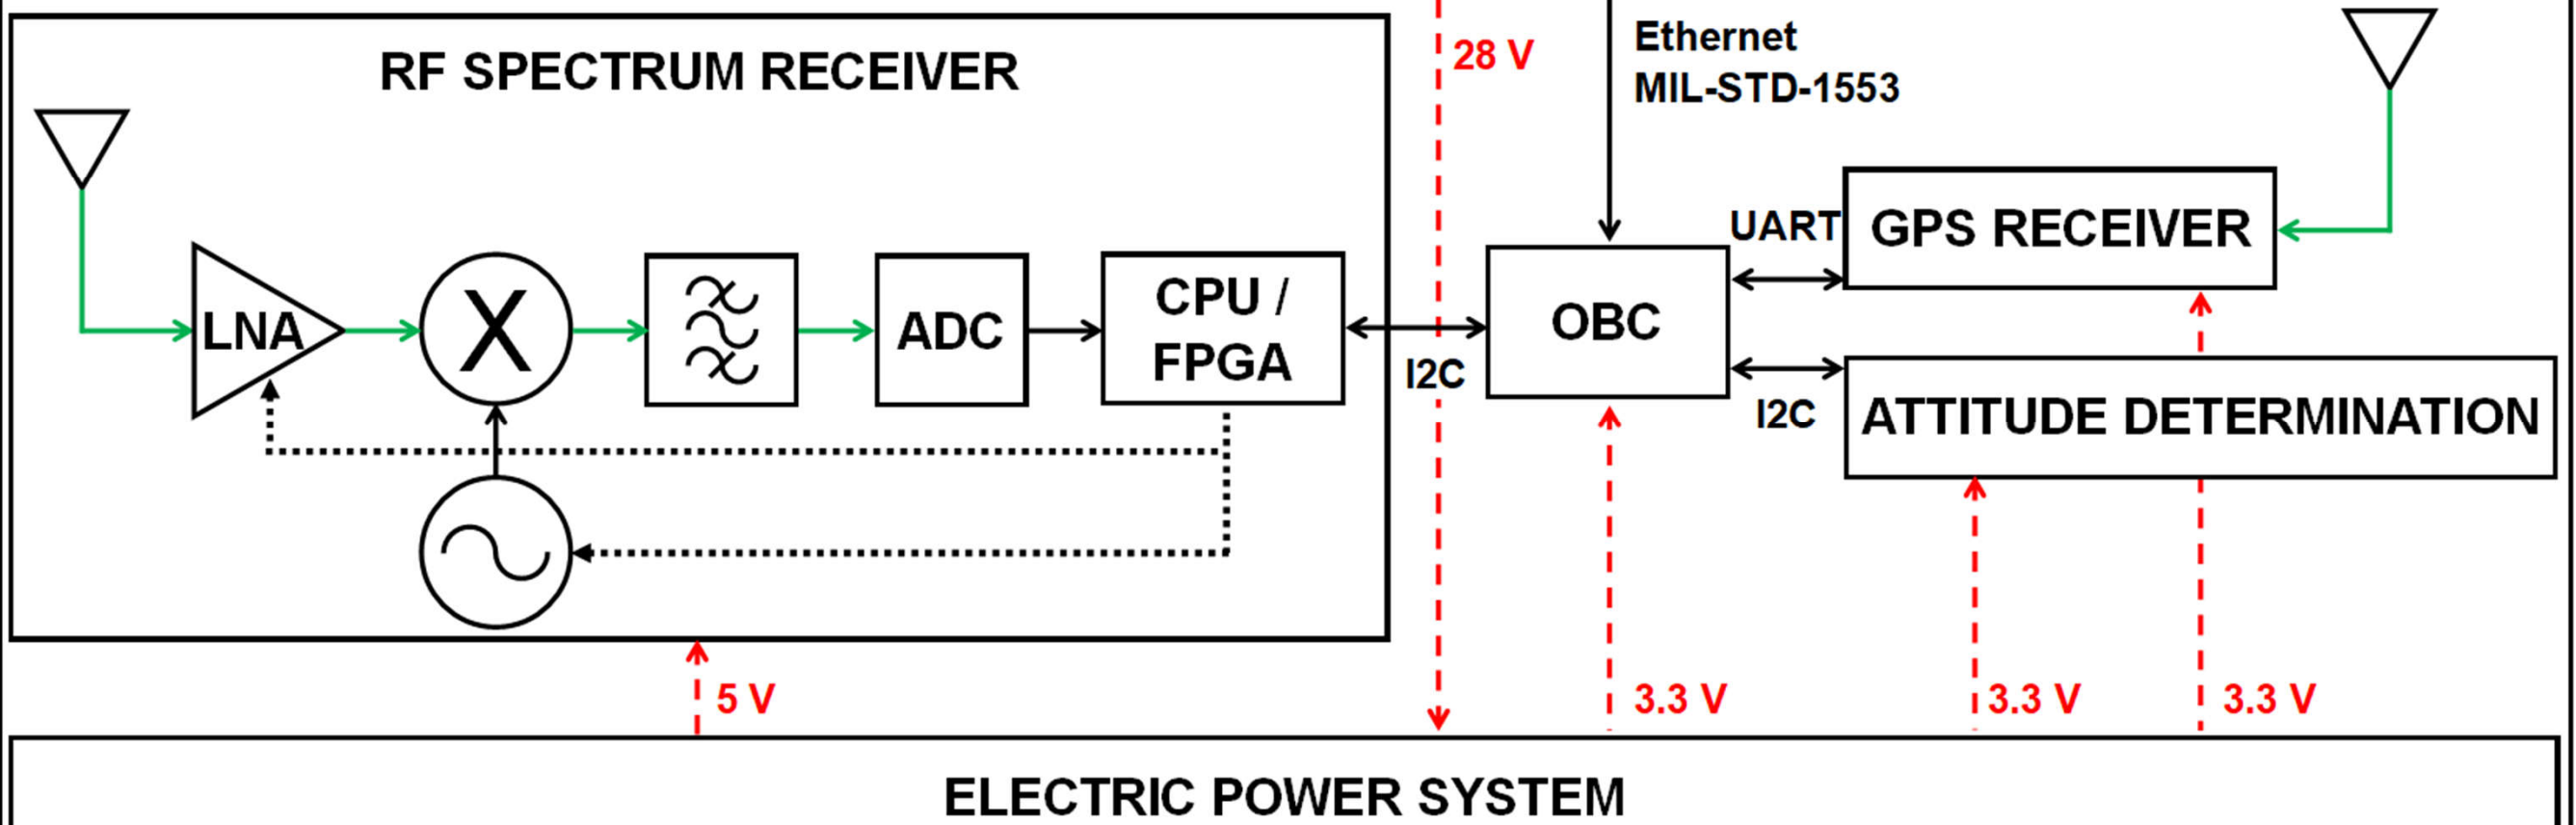 RF SPECTRUM RECEIVER
28 V
Ethernet
MIL-STD-1553
LNA
X
ADC
CPU /
FPGA
I2C
OBC
UART
GPS RECEIVER
I2C
ATTITUDE DETERMINATION
5 V
3.3 V
3.3 V
3.3 V
ELECTRIC POWER SYSTEM